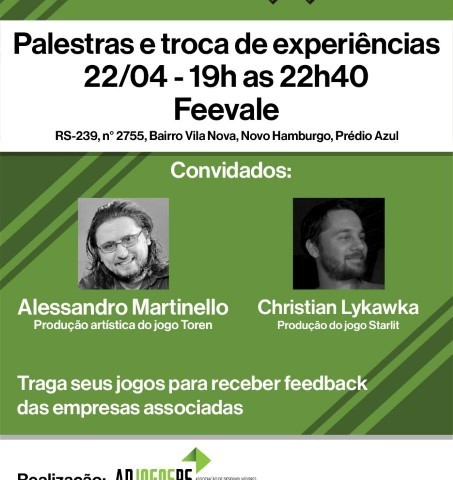 Palestras e troca de experiências
22/04 - 19h as 22h40
Feevale
RS-239, n° 2755, Bairro Vila Nova, Novo Hamburgo, Prédio Azul
Convidados:
Alessandro Martinello
Produção artística do jogo Toren
Christian Lykawka
Produção do jogo Starlit
Traga seus jogos para receber feedback
das empresas associadas
Realização: ADJOGOSRS